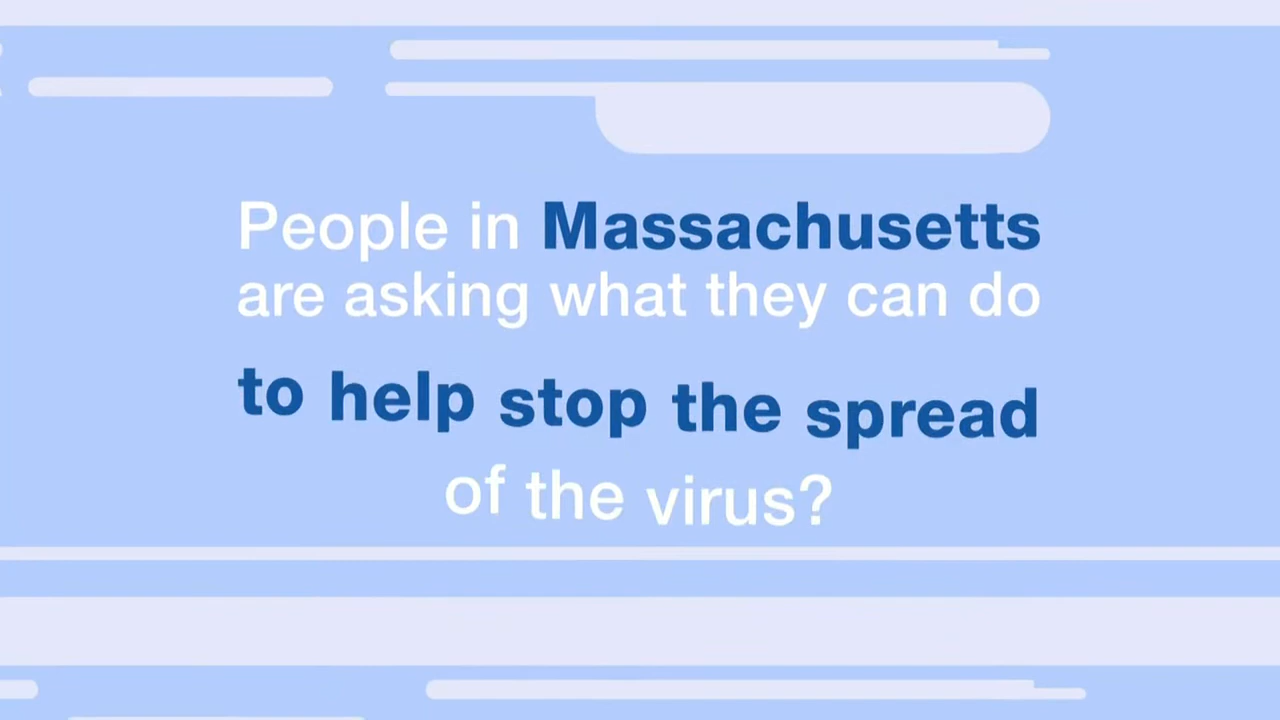 People in Massachusetts
are asking what they can do
to help stop the spread
of the virus?